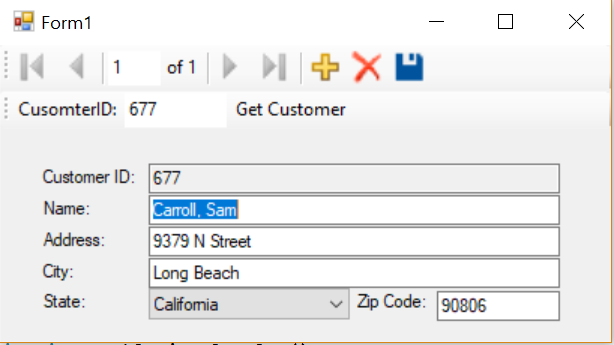 Form1
1 of 1
CusomterID: 677 Get Customer
Customer ID: 677
Name: Carroll, Sam
Address: 9379 N Street
City: Long Beach
State: California Zip Code: 90806